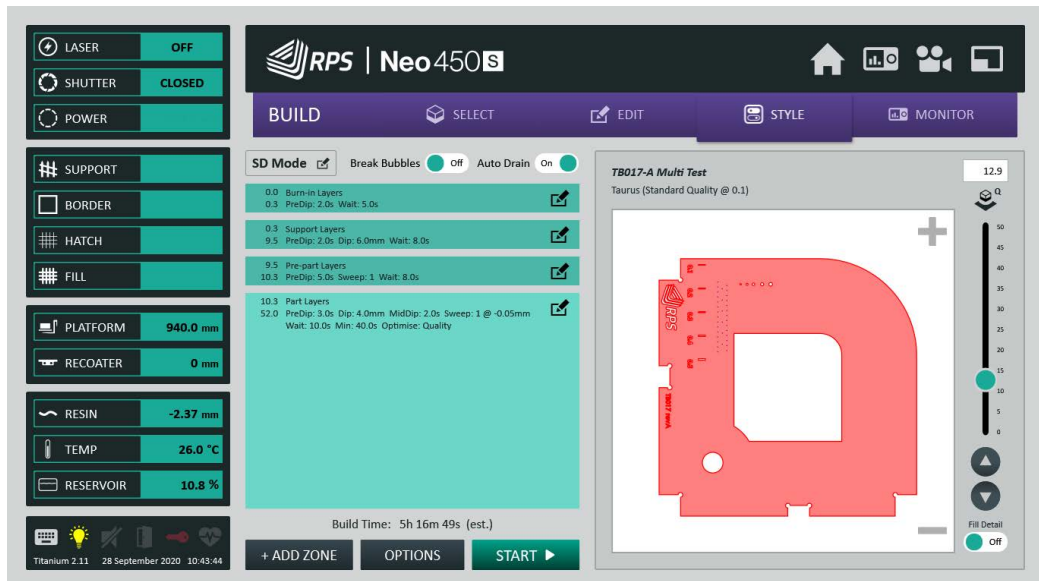 LASER OFF
SHUTTER CLOSED
POWER
SUPPORT
BORDER
HATCH
FILL
PLATFORM 940.0 mm
RECOATER 0 mm
RESIN -2.37 mm
TEMP 26.0 °C
RESERVOIR 10.8 %
Titanium 2.11 28 September 2020 10:43:44
RPS | Neo450S
BUILD SELECT EDIT STYLE MONITOR
SD Mode Break Bubbles Off Auto Drain On
0.0 Burn-in Layers
0.3 PreDip: 2.0s Wait: 5.0s
0.3 Support Layers
9.5 PreDip: 2.0s Dip: 6.0mm Wait: 8.0s
9.5 Pre-part Layers
10.3 PreDip: 5.0s Sweep: 1 Wait: 8.0s
10.3 Part Layers
52.0 PreDip: 3.0s Dip: 4.0mm MidDip: 2.0s Sweep: 1 @ -0.05mm
Wait: 10.0s Min: 40.0s Optimise: Quality
Build Time: 5h 16m 49s (est.)
+ ADD ZONE OPTIONS START
TB017-A Multi Test
Taurus (Standard Quality @ 0.1)
12.9
Q
RPS
50
45
40
35
30
25
20
15
10
5
0
Fill Detail
Off